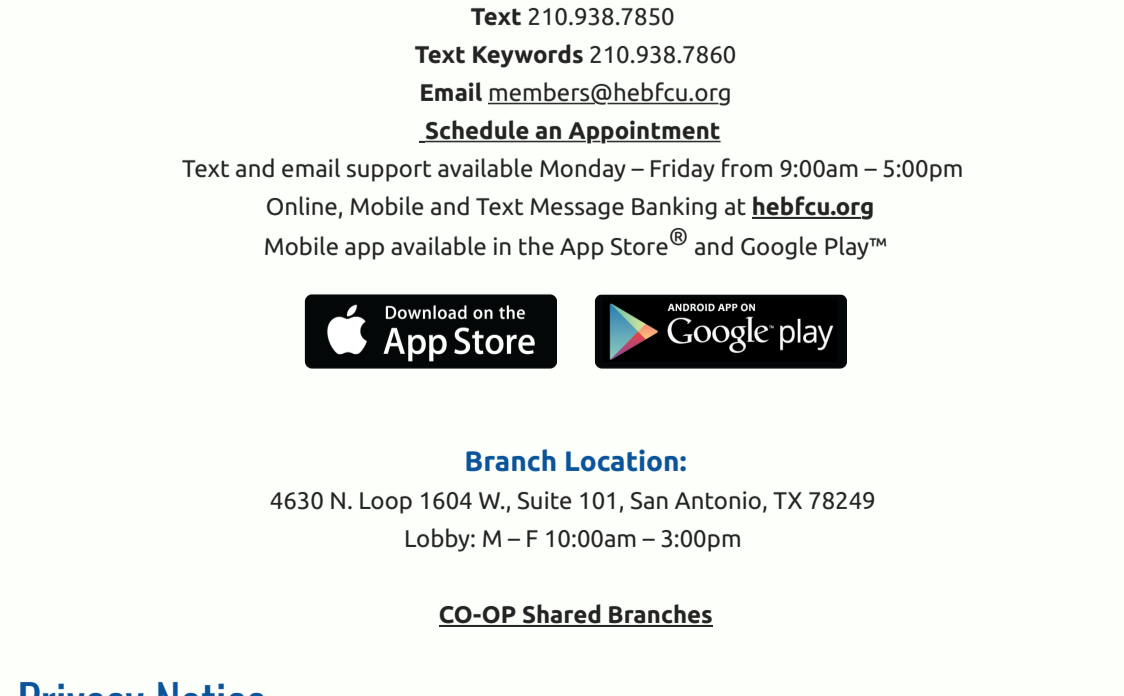 Text 210.938.7850
Text Keywords 210.938.7860
Email members@hebfcu.org
Schedule an Appointment
Text and email support available Monday – Friday from 9:00am – 5:00pm
Online, Mobile and Text Message Banking at hebfcu.org
Mobile app available in the App Store® and Google Play™
Download on the
App Store
ANDROID APP ON
Google™ play
Branch Location:
4630 N. Loop 1604 W., Suite 101, San Antonio, TX 78249
Lobby: M – F 10:00am – 3:00pm
CO-OP Shared Branches
Privacy Notice